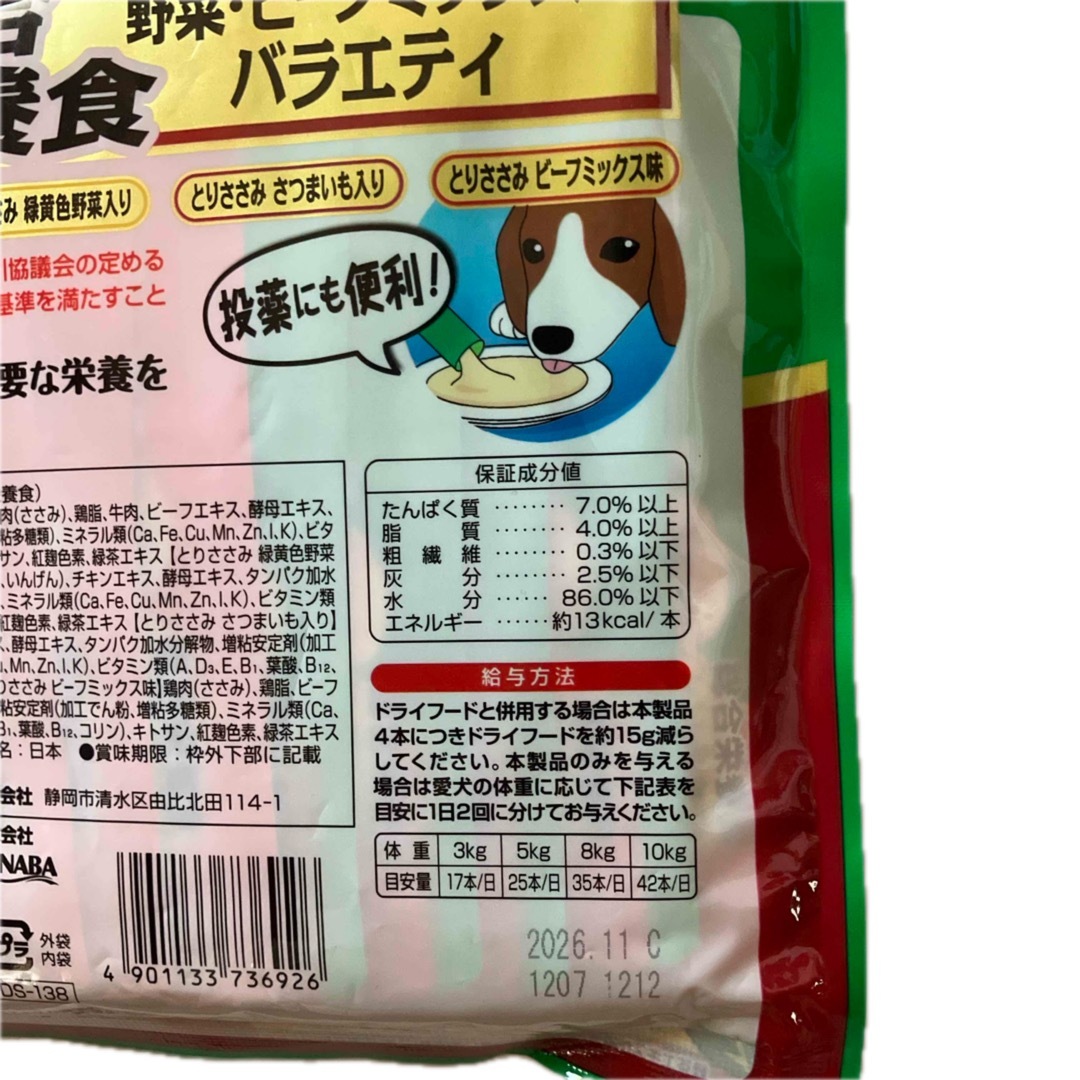 野菜・ビーフミックス
バラエティ
養食
み 緑黄色野菜入り
とりささみ さつまいも入り
とりささみ ビーフミックス味
協議会の定める
基準を満たすこと
投薬にも便利!
要な栄養を
養食)
肉(ささみ)、鶏脂、牛肉、ビーフエキス、酵母エキス、
粘多糖類)、ミネラル類(Ca、Fe、Cu、Mn、Zn、I、K)、ビタ
サン、紅麹色素、緑茶エキス【とりささみ 緑黄色野菜
、いんげん)、チキンエキス、酵母エキス、タンパク加水
、ミネラル類(Ca、Fe、Cu、Mn、Zn、I、K)、ビタミン類
紅麹色素、緑茶エキス【とりささみ さつまいも入り】
、酵母エキス、タンパク加水分解物、増粘安定剤(加工
、Mn、Zn、I、K)、ビタミン類(A、D₃、E、B₁、葉酸、B₁₂、
りささみ ビーフミックス味】鶏肉(ささみ)、鶏脂、ビーフ
粘安定剤(加工でん粉、増粘多糖類)、ミネラル類(Ca、
B₁、葉酸、B₁₂、コリン)、キトサン、紅麹色素、緑茶エキス
名:日本 ●賞味期限:枠外下部に記載
会社 静岡市清水区由比北田114-1
会社
NABA
保証成分値
たんぱく質 ········ 7.0%以上
脂質 ········ 4.0%以上
粗繊維 ········ 0.3%以下
灰分 ········ 2.5%以下
水分 ······· 86.0%以下
エネルギー ······ 約13kcal/本
給与方法
ドライフードと併用する場合は本製品
4本につきドライフードを約15g減ら
してください。本製品のみを与える
場合は愛犬の体重に応じて下記表を
目安に1日2回に分けてお与えください。
体重 3kg 5kg 8kg 10kg
目安量 17本/日 25本/日 35本/日 42本/日
プラ
外袋
内袋
4 901133 736926
DS-138
2026.11 C
1207 1212